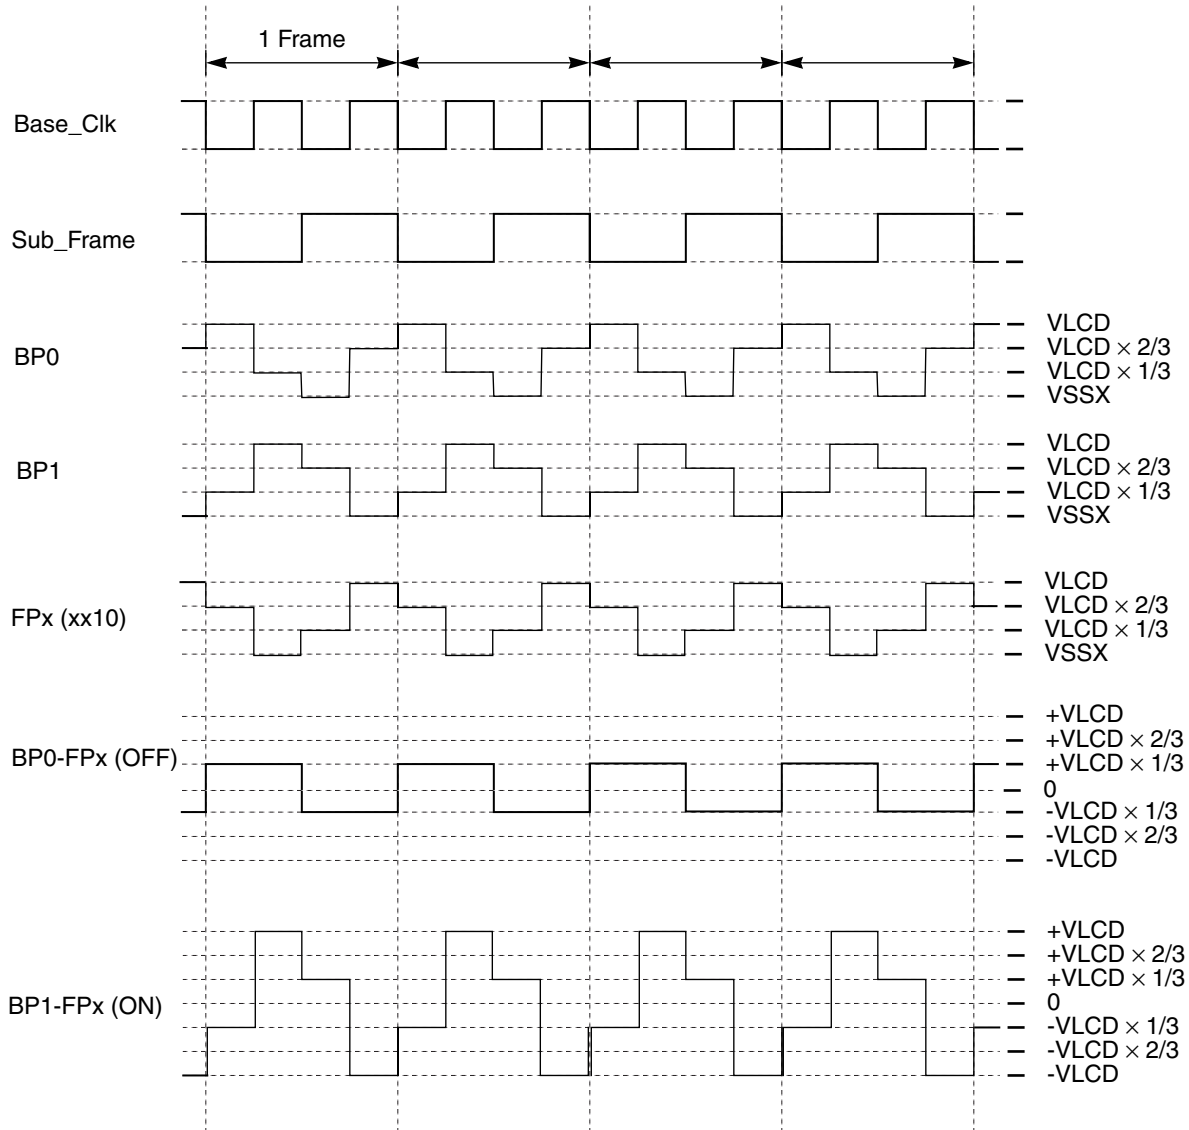 1 Frame
Base_Clk
Sub_Frame
BP0
VLCD
VLCD × 2/3
VLCD × 1/3
VSSX
BP1
VLCD
VLCD × 2/3
VLCD × 1/3
VSSX
FPx (xx10)
VLCD
VLCD × 2/3
VLCD × 1/3
VSSX
BP0-FPx (OFF)
+VLCD
+VLCD × 2/3
+VLCD × 1/3
0
-VLCD × 1/3
-VLCD × 2/3
-VLCD
BP1-FPx (ON)
+VLCD
+VLCD × 2/3
+VLCD × 1/3
0
-VLCD × 1/3
-VLCD × 2/3
-VLCD